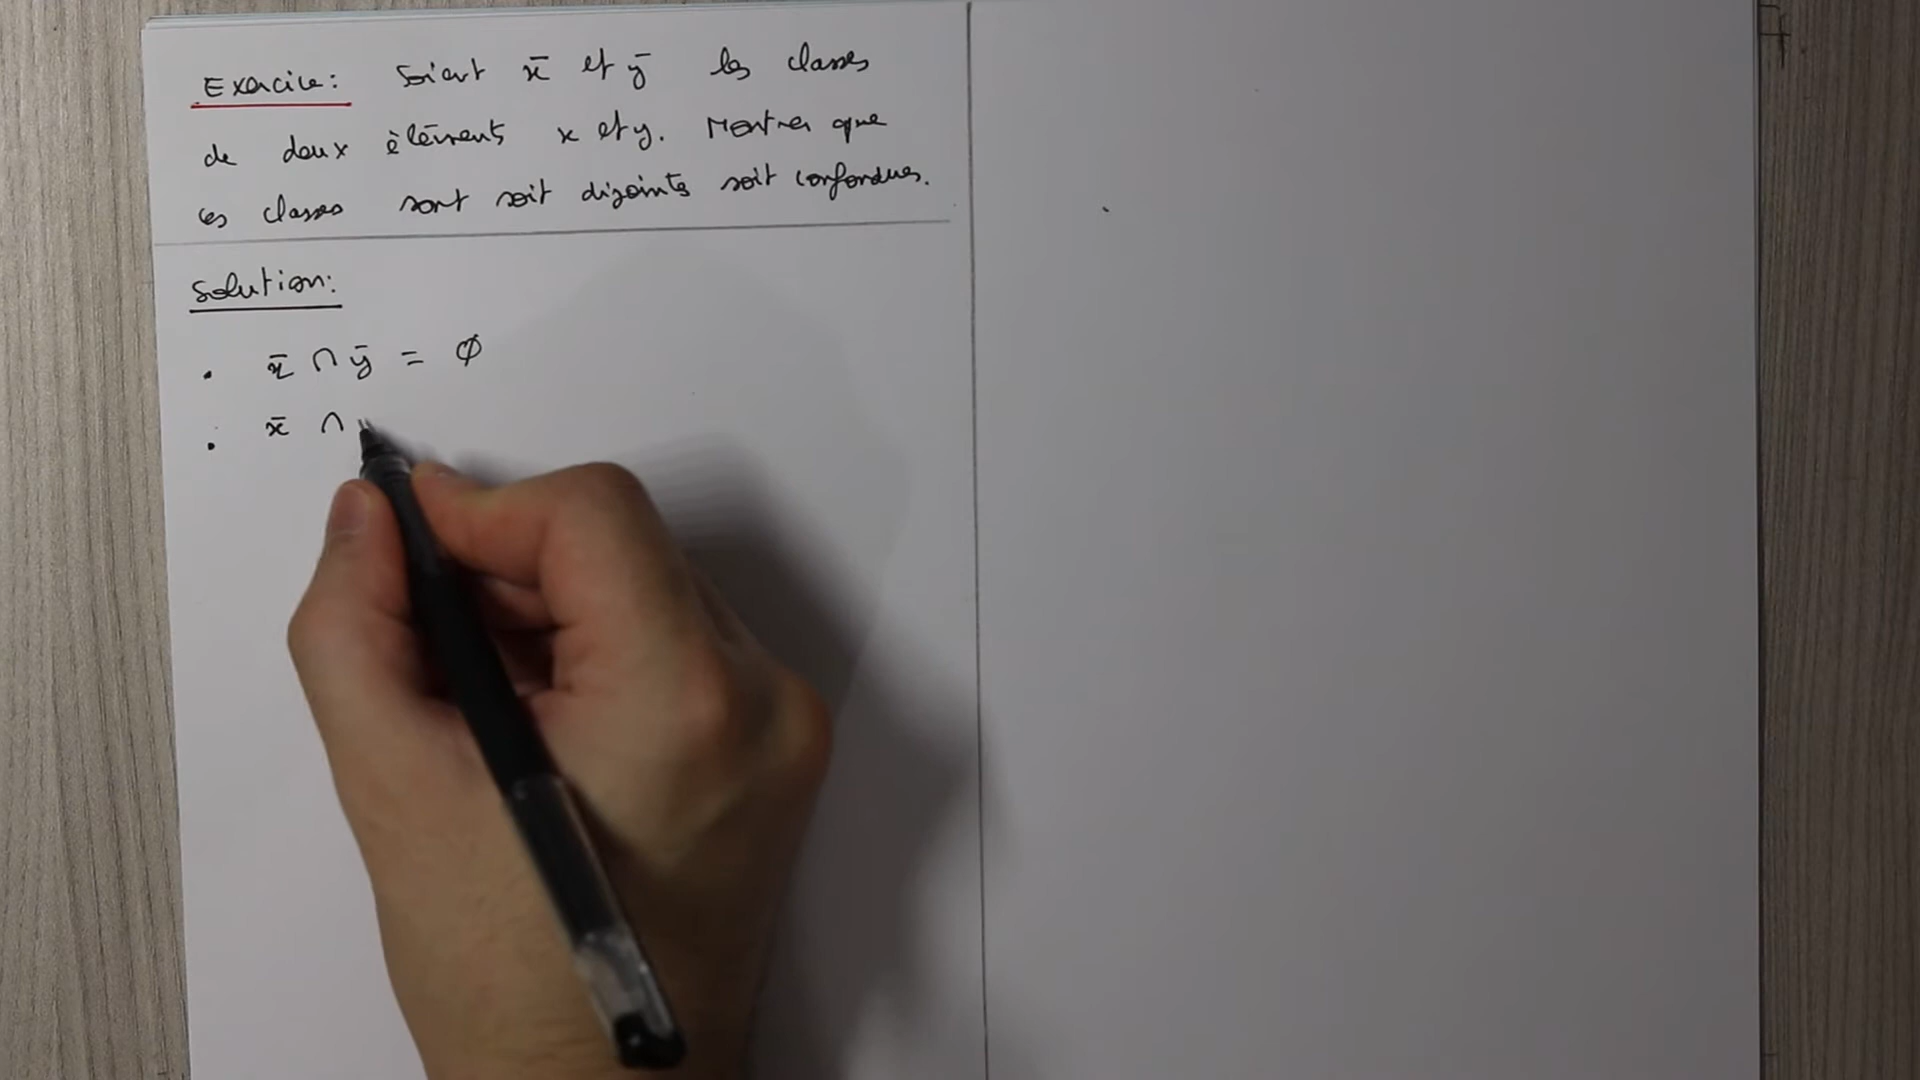 Exercice: Soient x̄ et ȳ les classes
de deux éléments x et y. Montrer que
ces classes sont soit disjointes soit confondues.
Solution:
• x̄ ∩ ȳ = ∅
• x̄ ∩